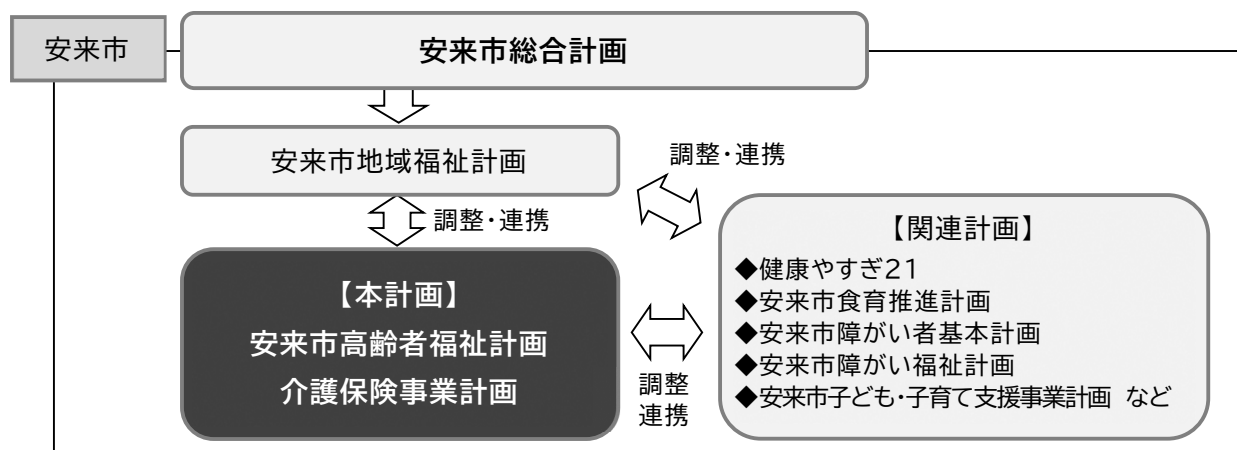 安来市
安来市総合計画
安来市地域福祉計画
調整・連携
調整・連携
【本計画】
安来市高齢者福祉計画
介護保険事業計画
調整
連携
【関連計画】
◆健康やすぎ21
◆安来市食育推進計画
◆安来市障がい者基本計画
◆安来市障がい福祉計画
◆安来市子ども・子育て支援事業計画 など